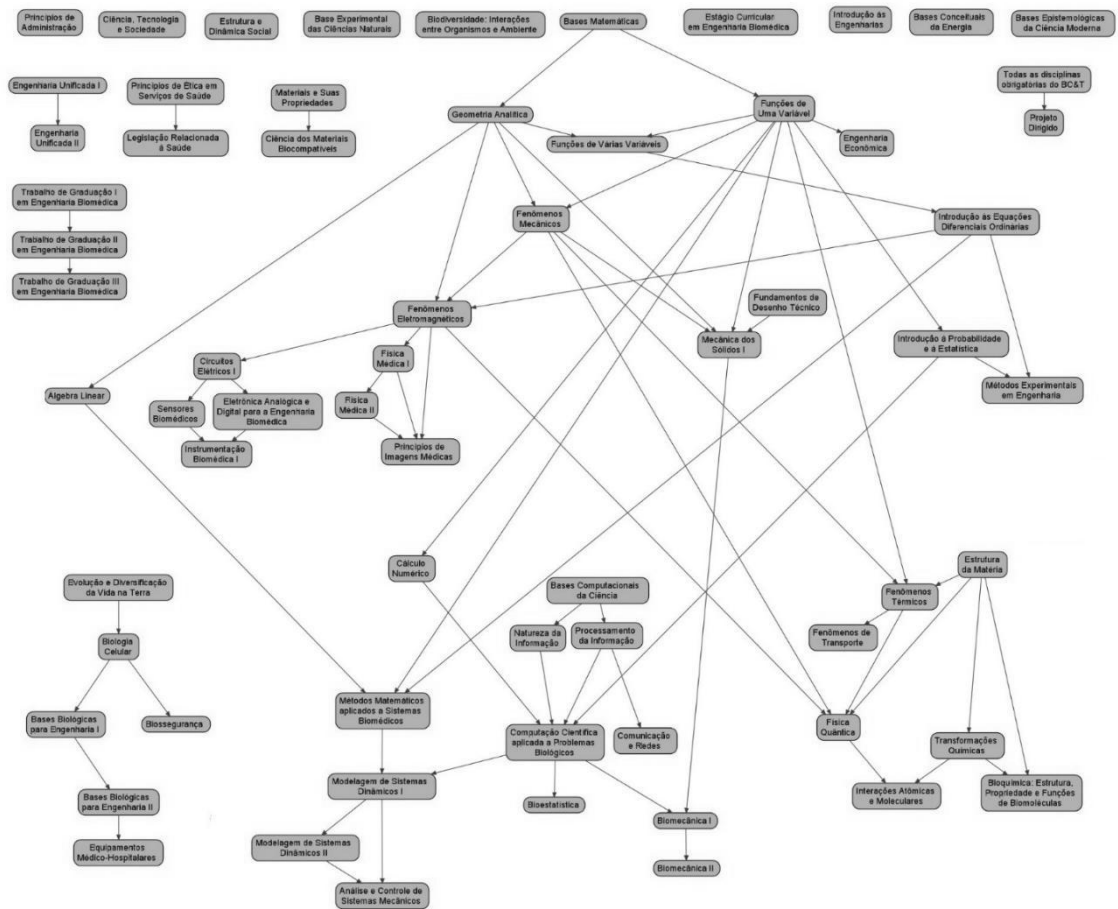 Princípios de
Administração
Ciência, Tecnologia
e Sociedade
Estrutura e
Dinâmica Social
Base Experimental
das Ciências Naturais
Biodiversidade: Interações
entre Organismos e Ambiente
Bases Matemáticas
Estágio Curricular
em Engenharia Biomédica
Introdução às
Engenharias
Bases Conceituais
da Energia
Bases Epistemológicas
da Ciência Moderna
Engenharia Unificada I
Engenharia
Unificada II
Princípios de Ética em
Serviços de Saúde
Legislação Relacionada
à Saúde
Materiais e Suas
Propriedades
Ciência dos Materiais
Biocompatíveis
Geometria Analítica
Funções de
Uma Variável
Funções de Várias Variáveis
Engenharia
Econômica
Todas as disciplinas
obrigatorias do BC&T
Projeto
Dirigido
Trabalho de Graduação I
em Engenharia Biomédica
Trabalho de Graduação II
em Engenharia Biomédica
Trabalho de Graduação III
em Engenharia Biomédica
Fenômenos
Mecânicos
Introdução às Equações
Diferenciais Ordinárias
Fenômenos
Eletromagnéticos
Fundamentos de
Desenho Técnico
Mecânica dos
Sólidos I
Introdução à Probabilidade
e à Estatística
Métodos Experimentais
em Engenharia
Circuitos
Elétricos I
Física
Médica I
Algebra Linear
Sensores
Biomédicos
Eletrônica Analógica e
Digital para a Engenharia
Biomédica
Física
Médica II
Instrumentação
Biomédica I
Princípios de
Imagens Médicas
Cálculo
Numérico
Estrutura
da Matéria
Evolução e Diversificação
da Vida na Terra
Bases Computacionais
da Ciência
Fenômenos
Térmicos
Biologia
Celular
Natureza da
Informação
Processamento
da Informação
Fenômenos de
Transporte
Bases Biológicas
para Engenharia I
Biossegurança
Métodos Matemáticos
aplicados a Sistemas
Biomédicos
Computação Científica
aplicada a Problemas
Biológicos
Comunicação
e Redes
Física
Quântica
Transformações
Químicas
Modelagem de Sistemas
Dinâmicos I
Interações Atômicas
e Moleculares
Bioquímica: Estrutura,
Propriedade e Funções
de Biomoléculas
Bases Biológicas
para Engenharia II
Bioestatística
Biomecânica I
Equipamentos
Médico-Hospitalares
Modelagem de Sistemas
Dinâmicos II
Biomecânica II
Análise e Controle de
Sistemas Mecânicos